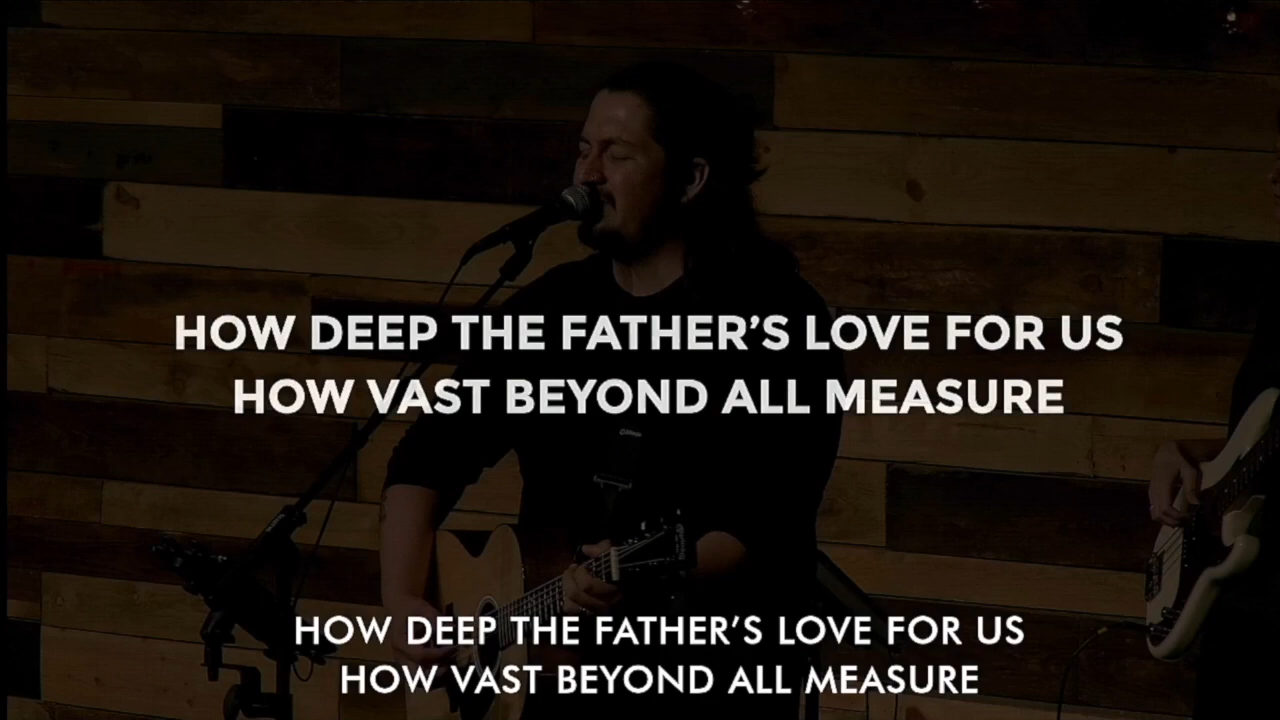 HOW DEEP THE FATHER'S LOVE FOR US
HOW VAST BEYOND ALL MEASURE
HOW DEEP THE FATHER'S LOVE FOR US
HOW VAST BEYOND ALL MEASURE